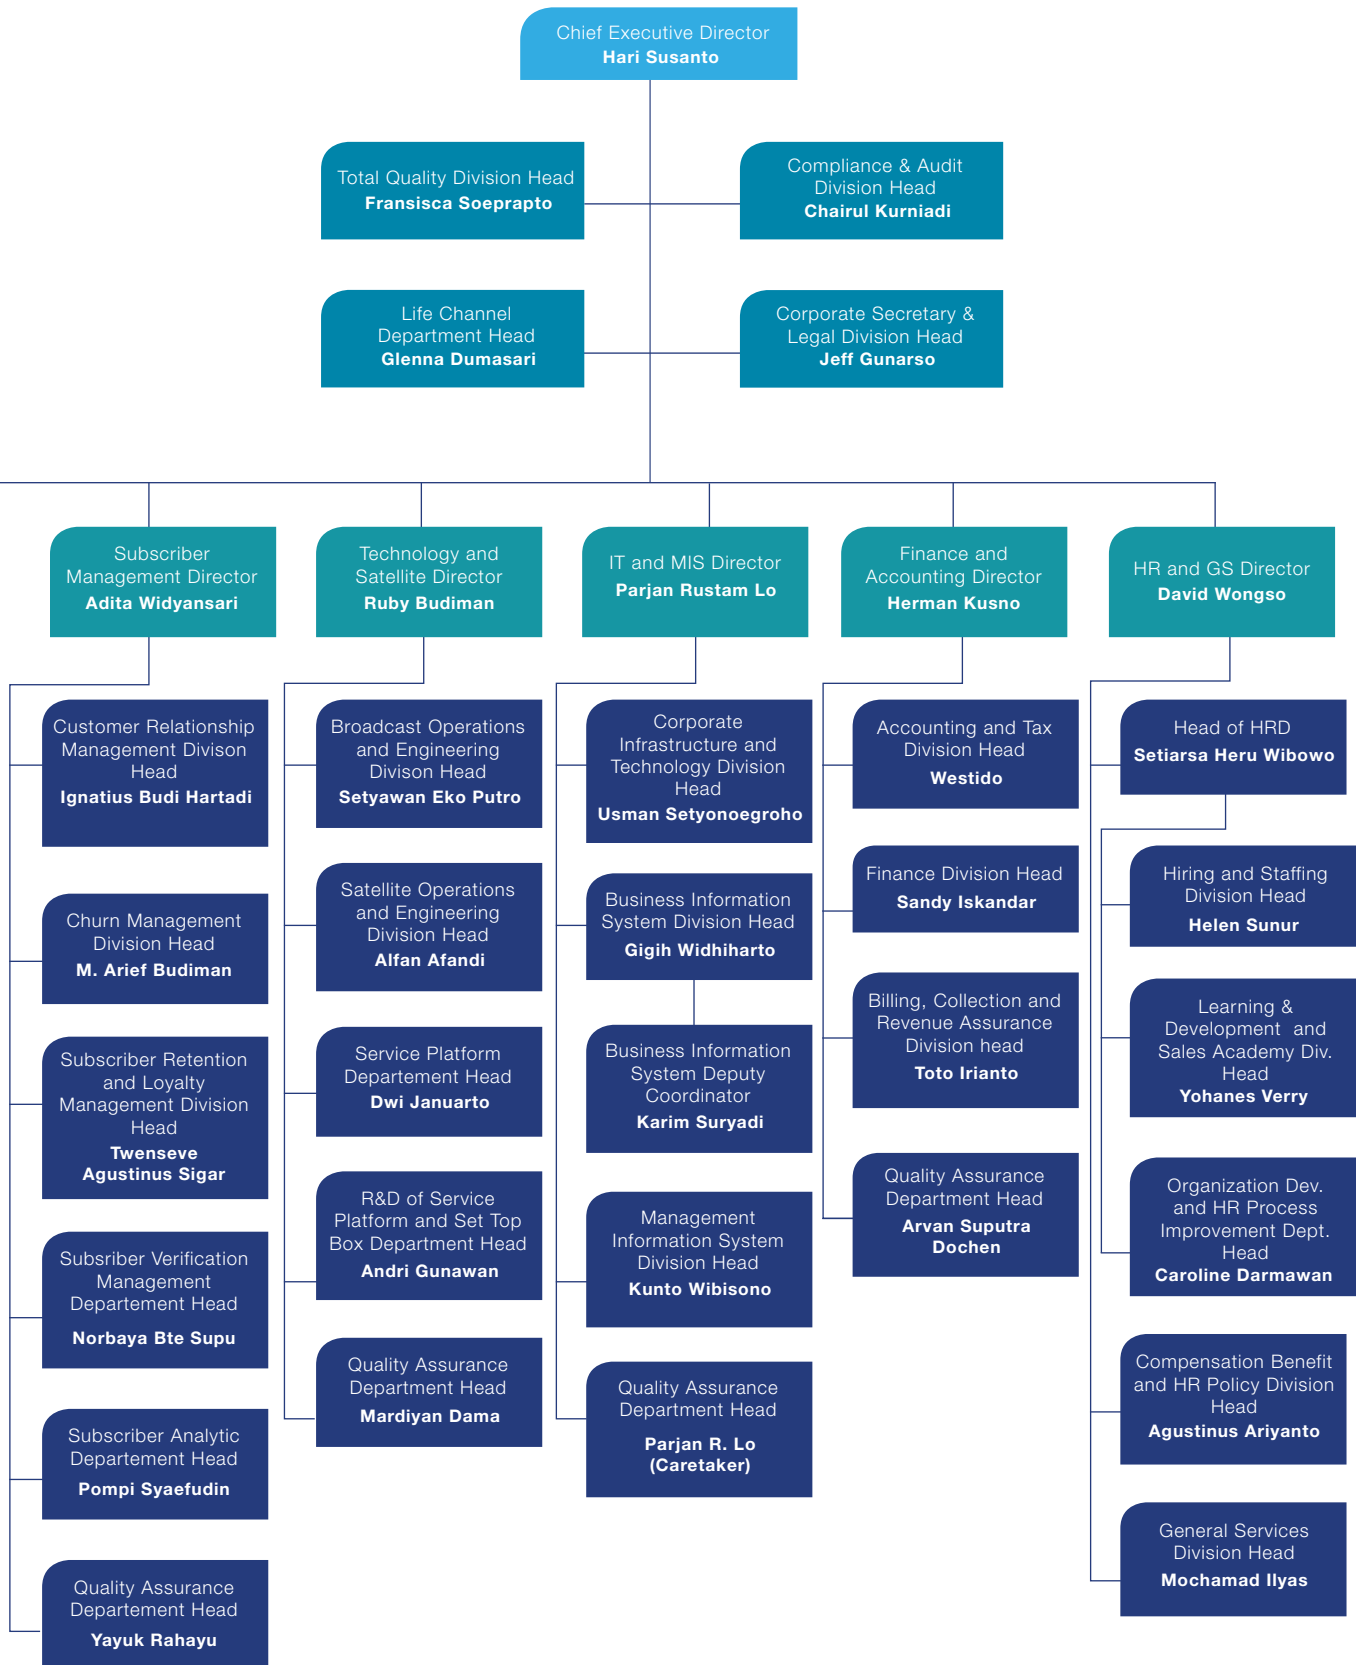 Chief Executive Director
Hari Susanto
Total Quality Division Head
Fransisca Soeprapto
Compliance & Audit
Division Head
Chairul Kurniadi
Life Channel
Department Head
Glenna Dumasari
Corporate Secretary &
Legal Division Head
Jeff Gunarso
Subscriber
Management Director
Adita Widyansari
Technology and
Satellite Director
Ruby Budiman
IT and MIS Director
Parjan Rustam Lo
Finance and
Accounting Director
Herman Kusno
HR and GS Director
David Wongso
Customer Relationship
Management Divison
Head
Ignatius Budi Hartadi
Churn Management
Division Head
M. Arief Budiman
Subscriber Retention
and Loyalty
Management Division
Head
Twenseve
Agustinus Sigar
Subsriber Verification
Management
Departement Head
Norbaya Bte Supu
Subscriber Analytic
Departement Head
Pompi Syaefudin
Quality Assurance
Departement Head
Yayuk Rahayu
Broadcast Operations
and Engineering
Divison Head
Setyawan Eko Putro
Satellite Operations
and Engineering
Division Head
Alfan Afandi
Service Platform
Departement Head
Dwi Januarto
R&D of Service
Platform and Set Top
Box Department Head
Andri Gunawan
Quality Assurance
Department Head
Mardiyan Dama
Corporate
Infrastructure and
Technology Division
Head
Usman Setyonoegroho
Business Information
System Division Head
Gigih Widhiharto
Business Information
System Deputy
Coordinator
Karim Suryadi
Management
Information System
Division Head
Kunto Wibisono
Quality Assurance
Department Head
Parjan R. Lo
(Caretaker)
Accounting and Tax
Division Head
Westido
Finance Division Head
Sandy Iskandar
Billing, Collection and
Revenue Assurance
Division head
Toto Irianto
Quality Assurance
Department Head
Arvan Suputra
Dochen
Head of HRD
Setiarsa Heru Wibowo
Hiring and Staffing
Division Head
Helen Sunur
Learning &
Development and
Sales Academy Div.
Head
Yohanes Verry
Organization Dev.
and HR Process
Improvement Dept.
Head
Caroline Darmawan
Compensation Benefit
and HR Policy Division
Head
Agustinus Ariyanto
General Services
Division Head
Mochamad Ilyas